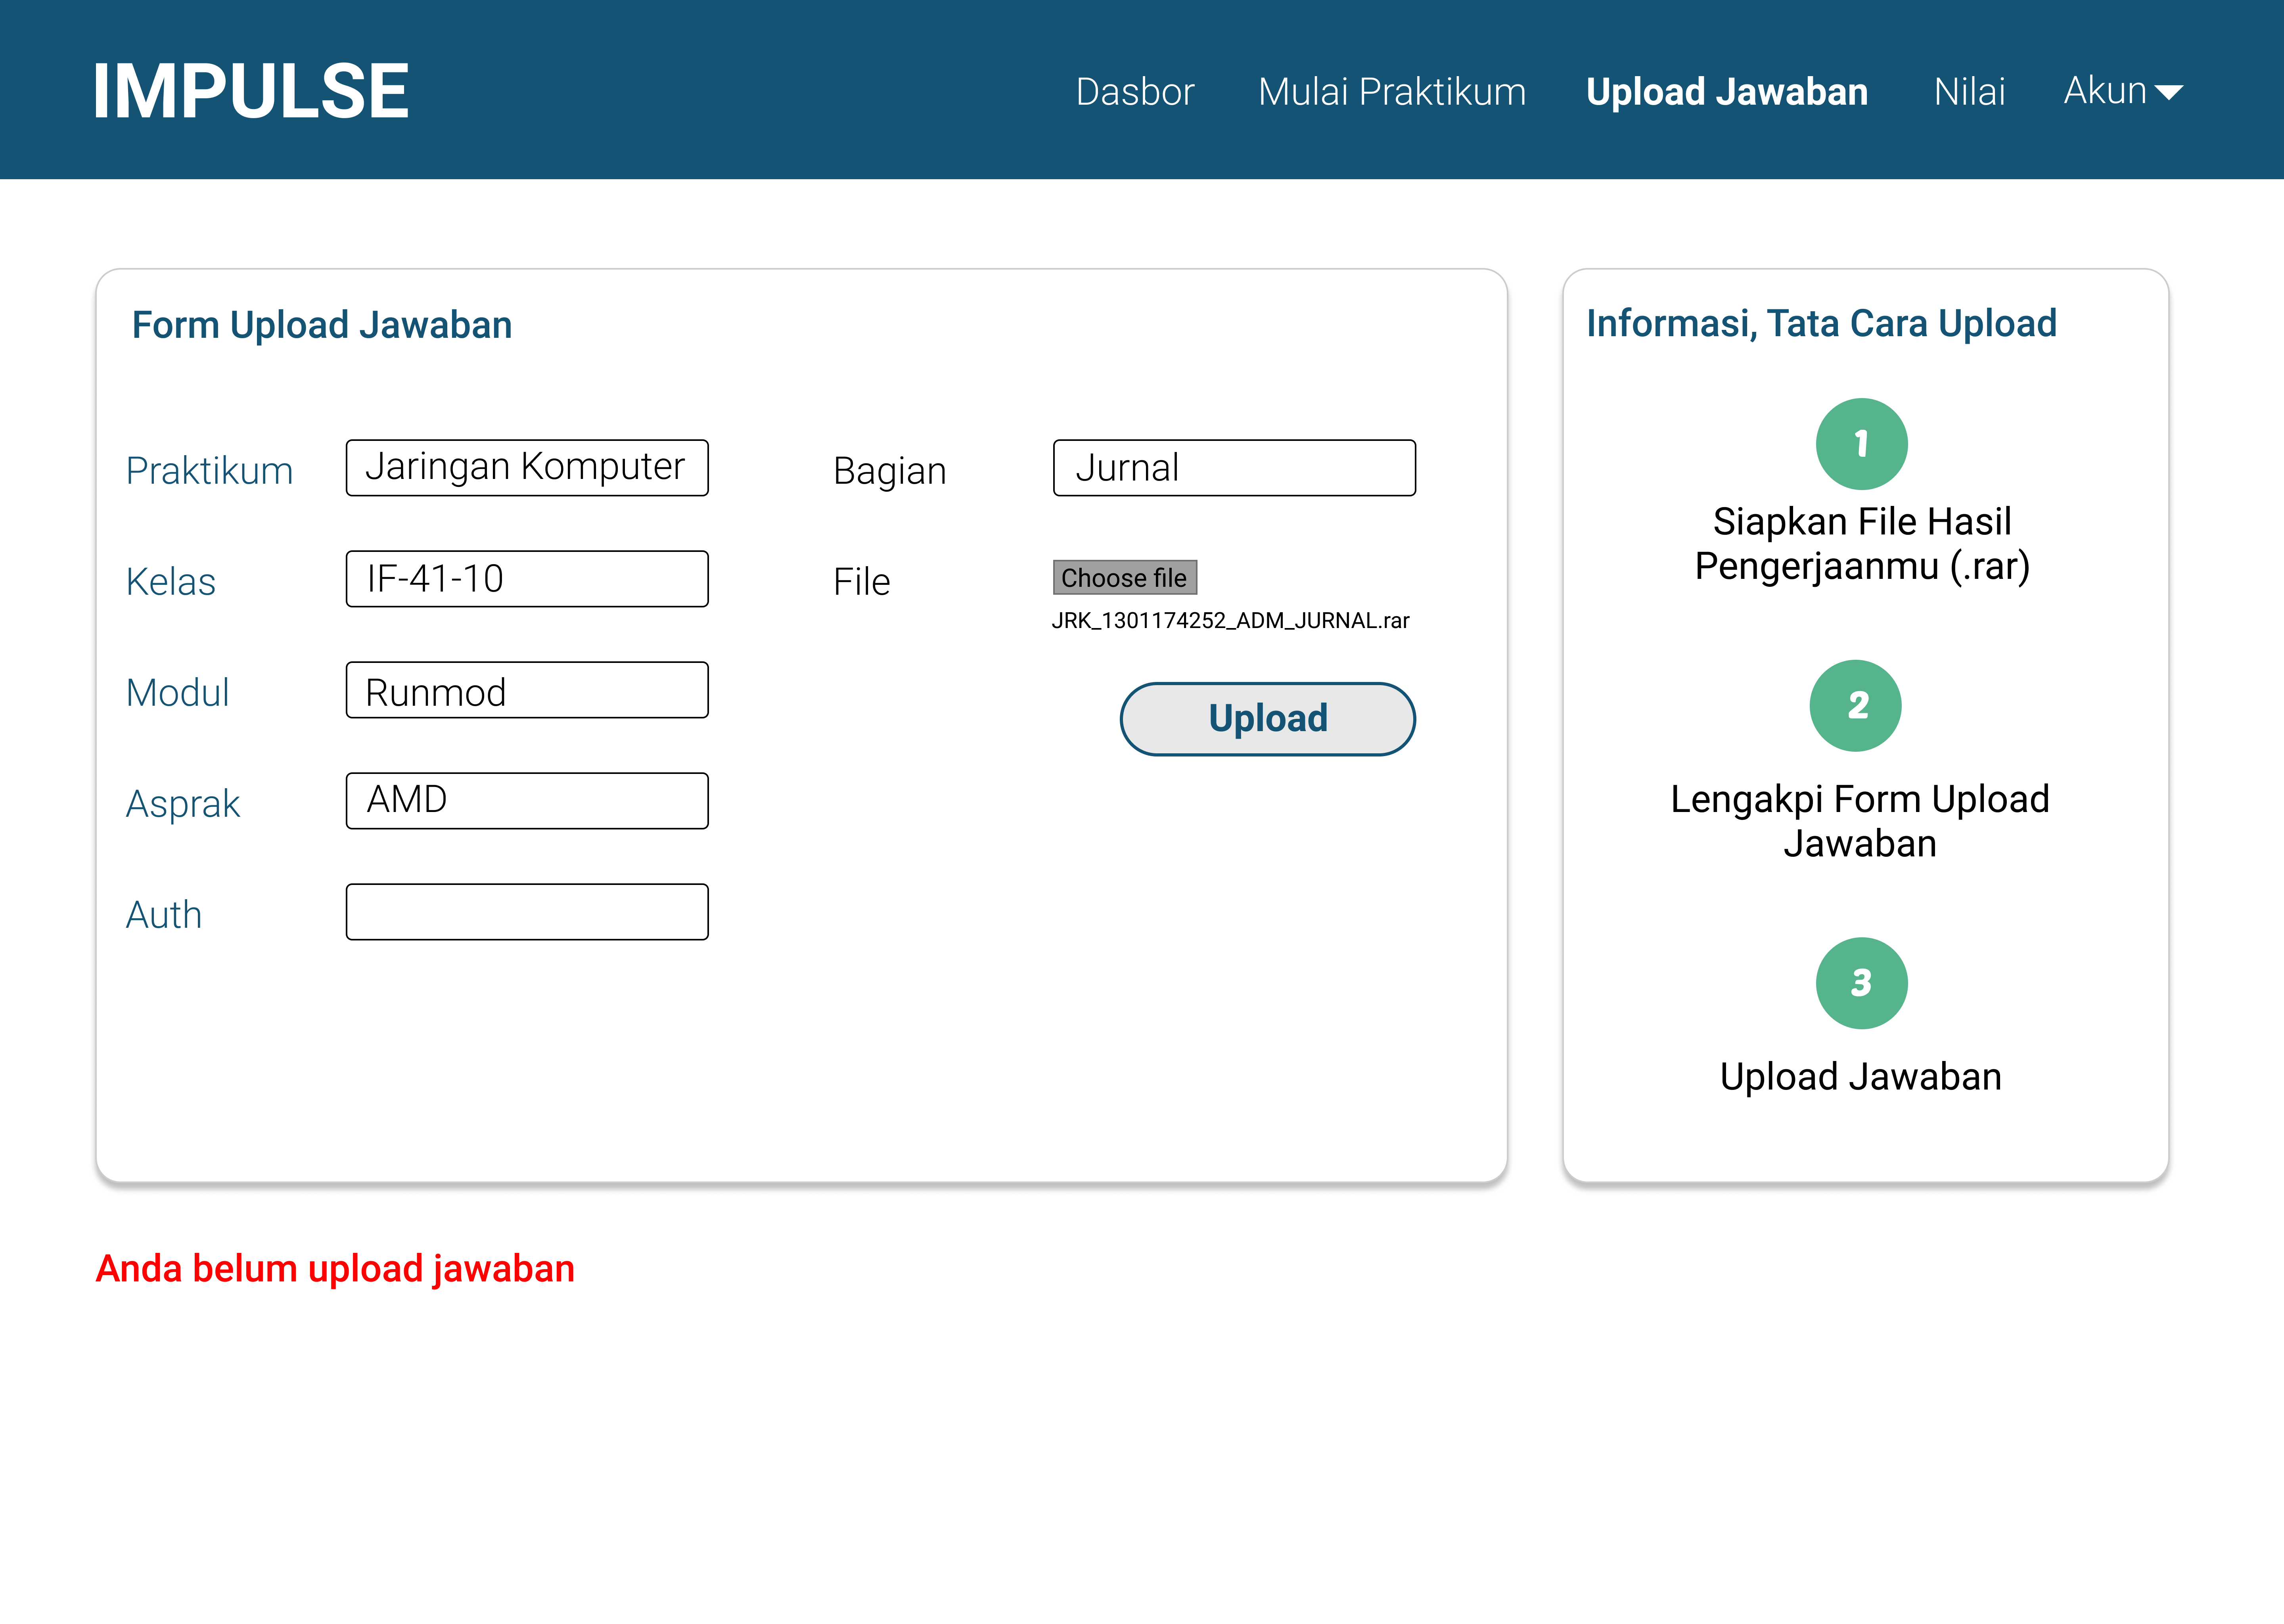 IMPULSE
Dasbor
Mulai Praktikum
Upload Jawaban
Nilai
Akun
Form Upload Jawaban
Praktikum
Jaringan Komputer
Kelas
IF-41-10
Modul
Runmod
Asprak
AMD
Auth
Bagian
Jurnal
File
Choose file
JRK_1301174252_ADM_JURNAL.rar
Upload
Informasi, Tata Cara Upload
1
Siapkan File Hasil
Pengerjaanmu (.rar)
2
Lengakpi Form Upload
Jawaban
3
Upload Jawaban
Anda belum upload jawaban